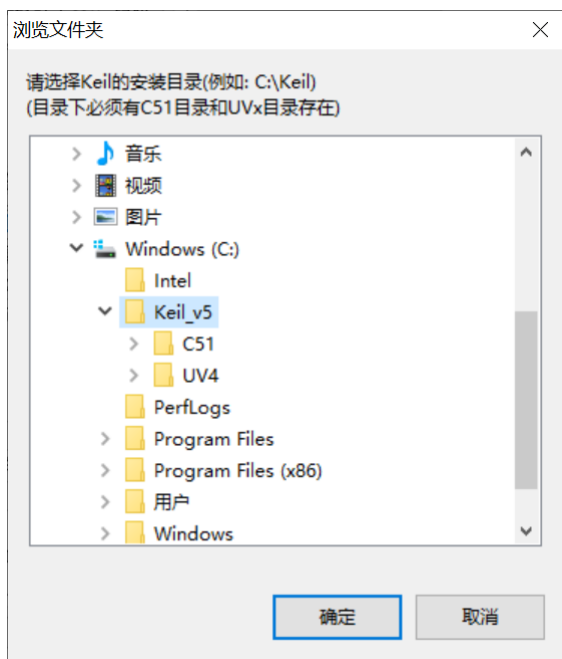 浏览文件夹
请选择Keil的安装目录(例如: C:\Keil)
(目录下必须有C51目录和UVx目录存在)
音乐
视频
图片
Windows (C:)
Intel
Keil_v5
C51
UV4
PerfLogs
Program Files
Program Files (x86)
用户
Windows
确定
取消